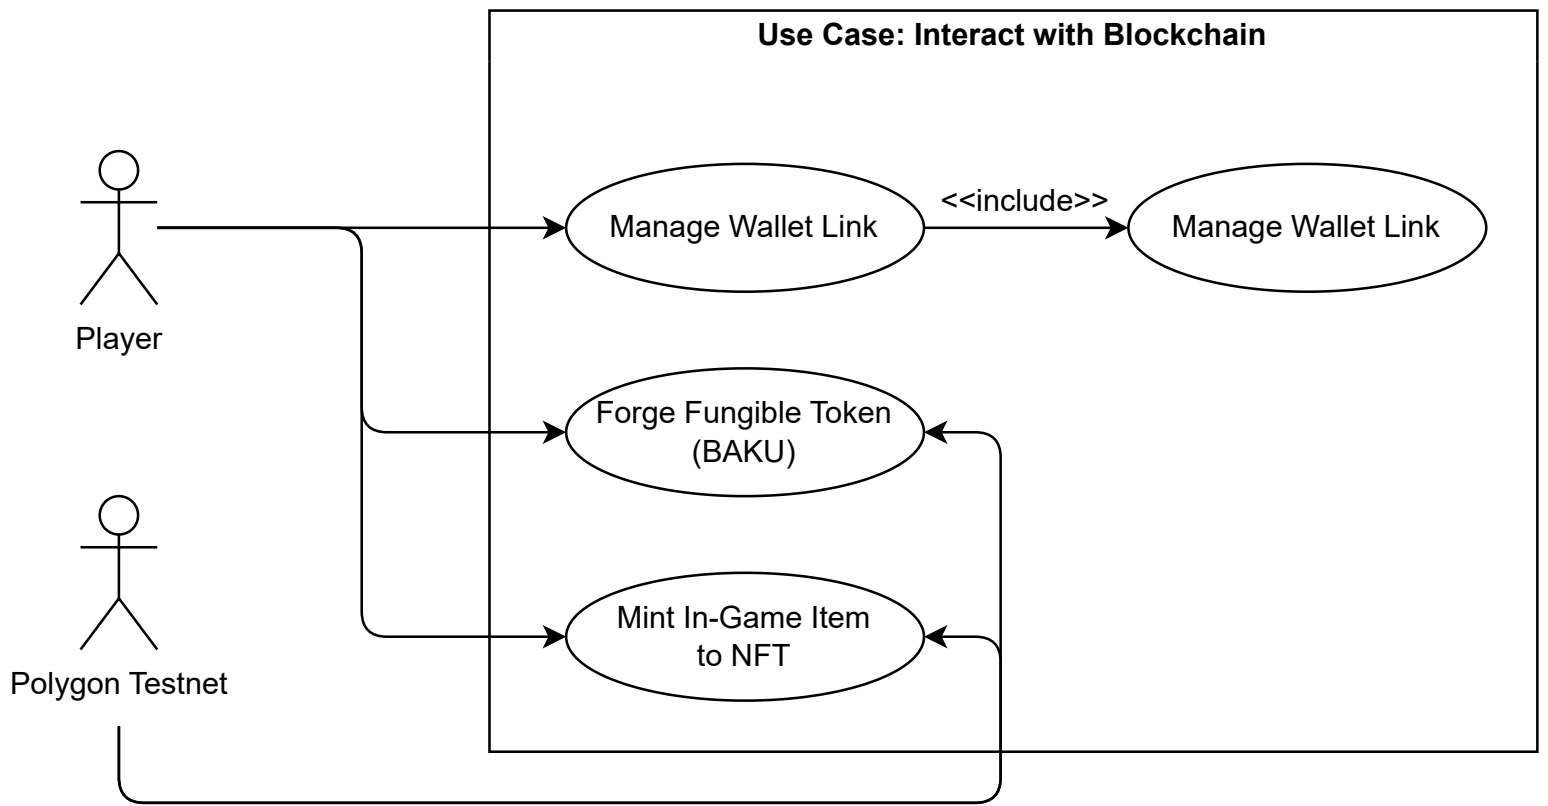 Use Case: Interact with Blockchain
Player
Manage Wallet Link
<<include>>
Manage Wallet Link
Forge Fungible Token
(BAKU)
Polygon Testnet
Mint In-Game Item
to NFT